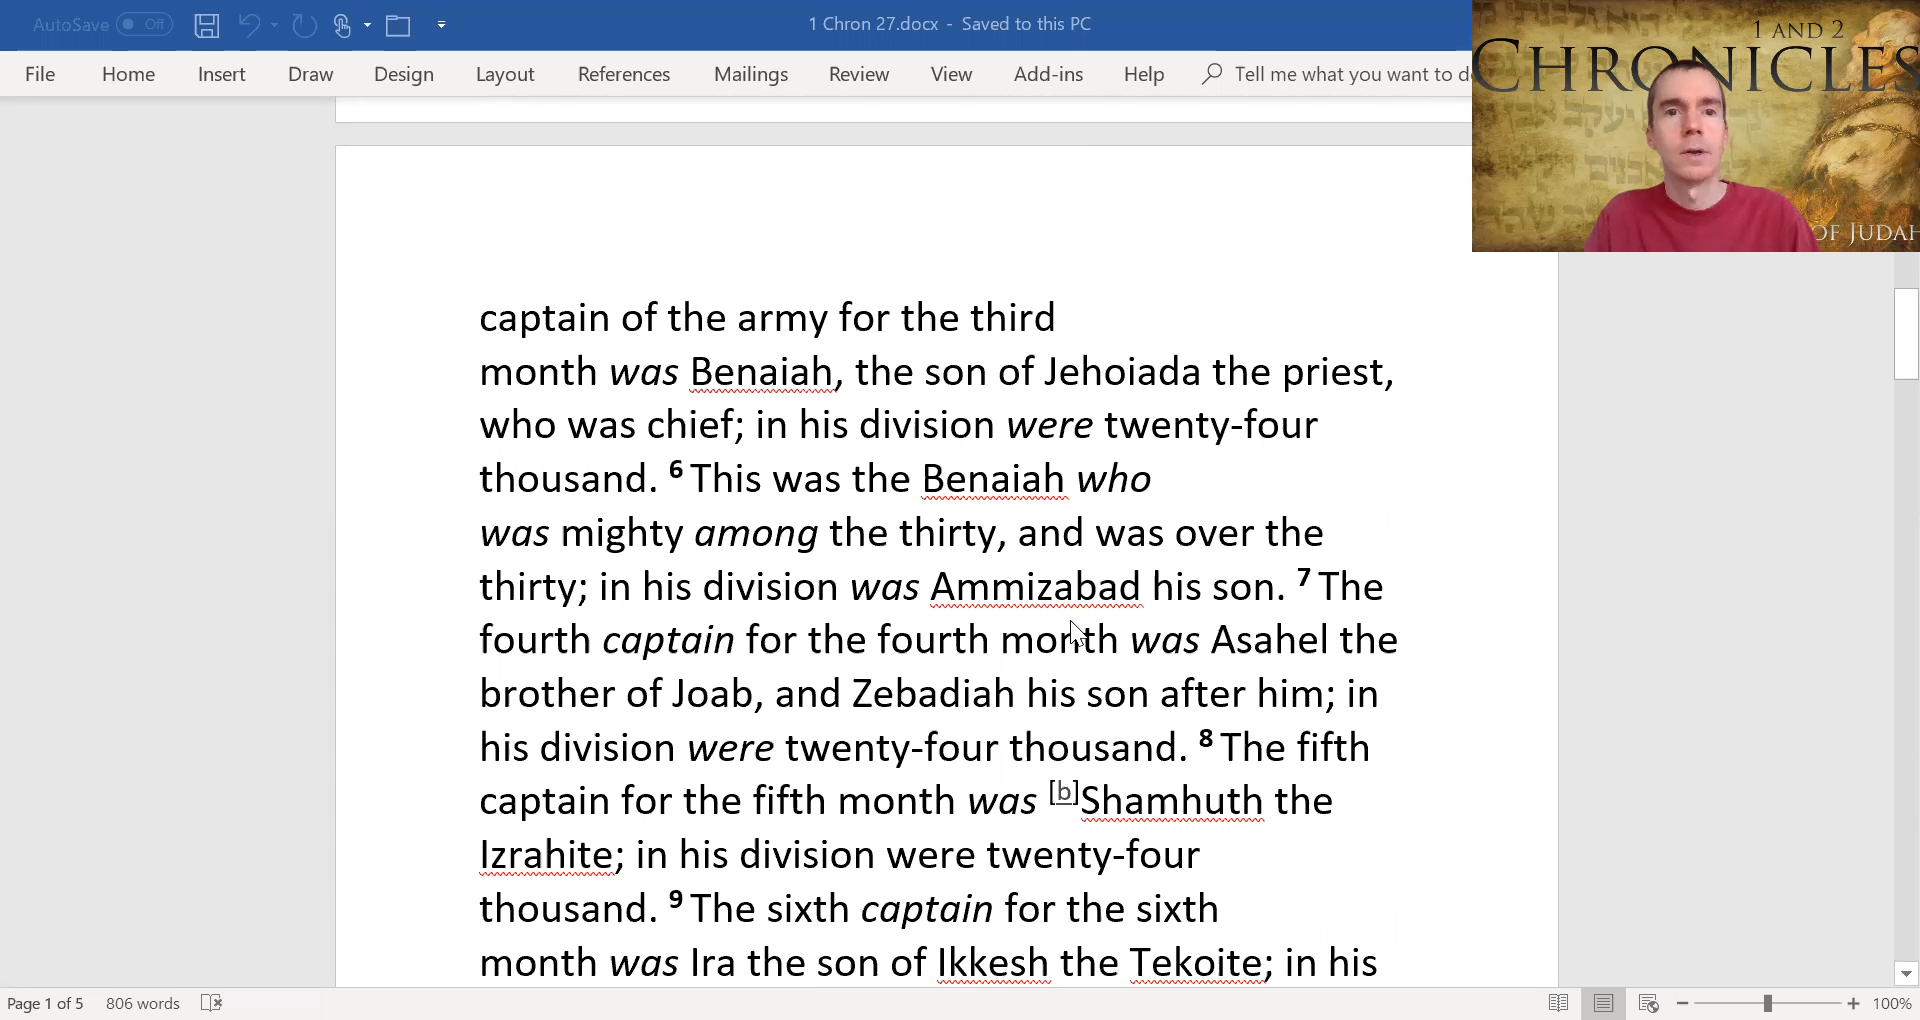 AutoSave Off
1 Chron 27.docx - Saved to this PC
File Home Insert Draw Design Layout References Mailings Review View Add-ins Help Tell me what you want to d
1 AND 2
CHRONICLES
OF JUDAH
captain of the army for the third
month was Benaiah, the son of Jehoiada the priest,
who was chief; in his division were twenty-four
thousand. 6 This was the Benaiah who
was mighty among the thirty, and was over the
thirty; in his division was Ammizabad his son. 7 The
fourth captain for the fourth month was Asahel the
brother of Joab, and Zebadiah his son after him; in
his division were twenty-four thousand. 8 The fifth
captain for the fifth month was [b]Shamhuth the
Izrahite; in his division were twenty-four
thousand. 9 The sixth captain for the sixth
month was Ira the son of Ikkesh the Tekoite; in his
Page 1 of 5 806 words 100%